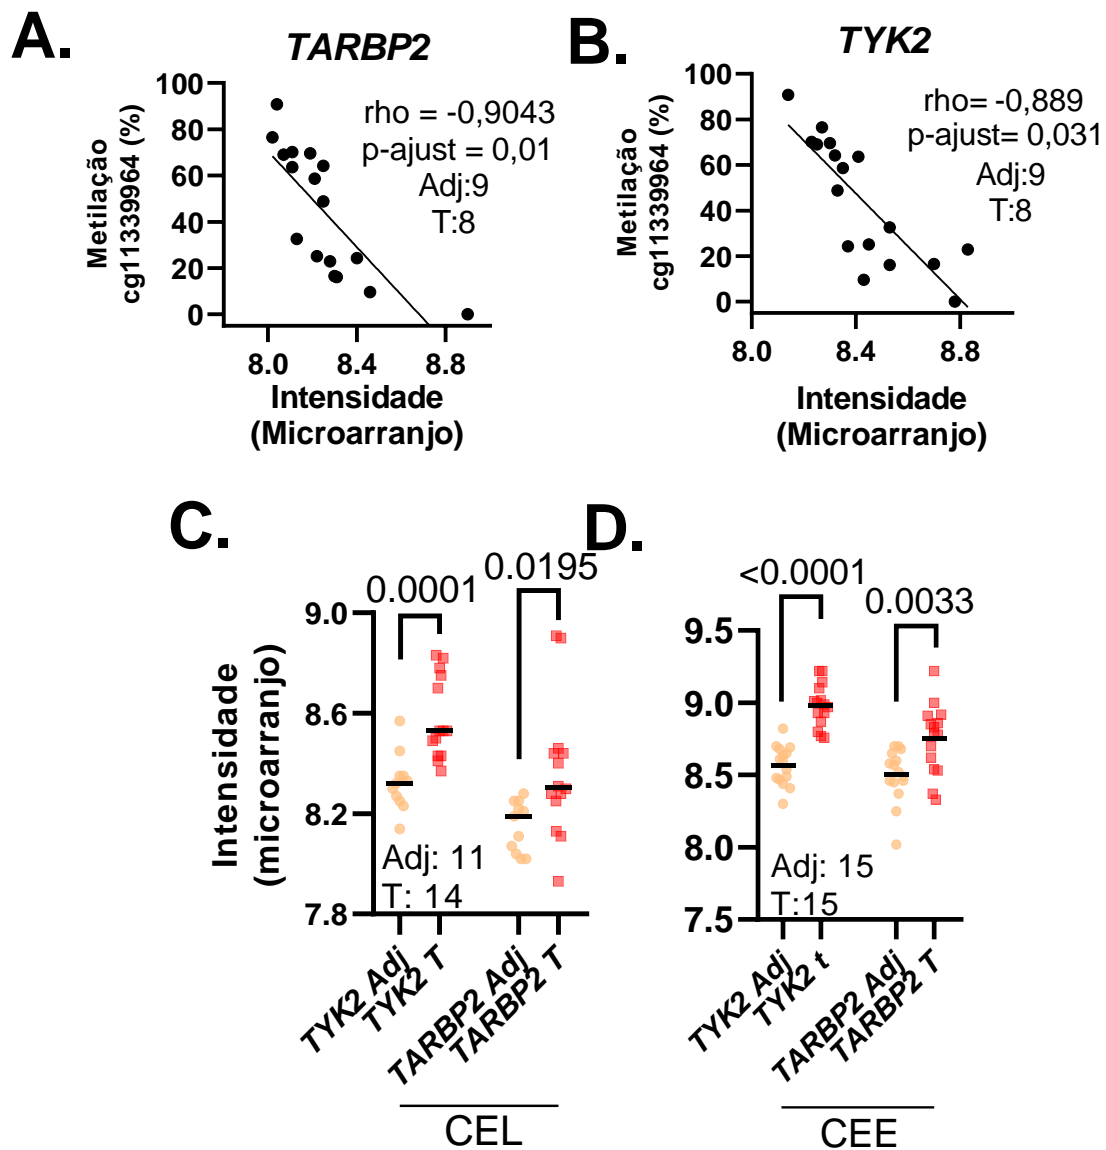 A.
TARBP2
Metilação
cg11339964 (%)
100
80
60
40
20
0
rho = -0,9043
p-ajust = 0,01
Adj:9
T:8
8.0 8.4 8.8
Intensidade
(Microarranjo)
B.
TYK2
Metilação
cg11339964 (%)
100
80
60
40
20
0
rho= -0,889
p-ajust= 0,031
Adj:9
T:8
8.0 8.4 8.8
Intensidade
(Microarranjo)
C.
Intensidade
(microarranjo)
9.0
8.6
8.2
7.8
0.0001
0.0195
Adj: 11
T: 14
TYK2 Adj
TYK2 T
TARBP2 Adj
TARBP2 T
CEL
D.
9.5
9.0
8.5
8.0
7.5
<0.0001
0.0033
Adj: 15
T:15
TYK2 Adj
TYK2 t
TARBP2 Adj
TARBP2 T
CEE